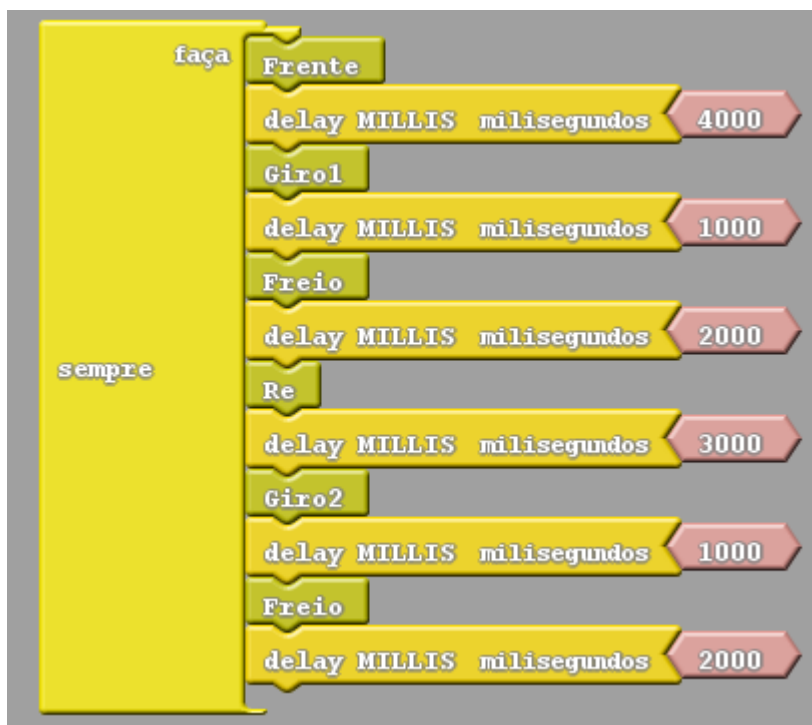 faça
Frente
delay MILLIS milisegundos 4000
Giro1
delay MILLIS milisegundos 1000
Freio
delay MILLIS milisegundos 2000
sempre
Re
delay MILLIS milisegundos 3000
Giro2
delay MILLIS milisegundos 1000
Freio
delay MILLIS milisegundos 2000